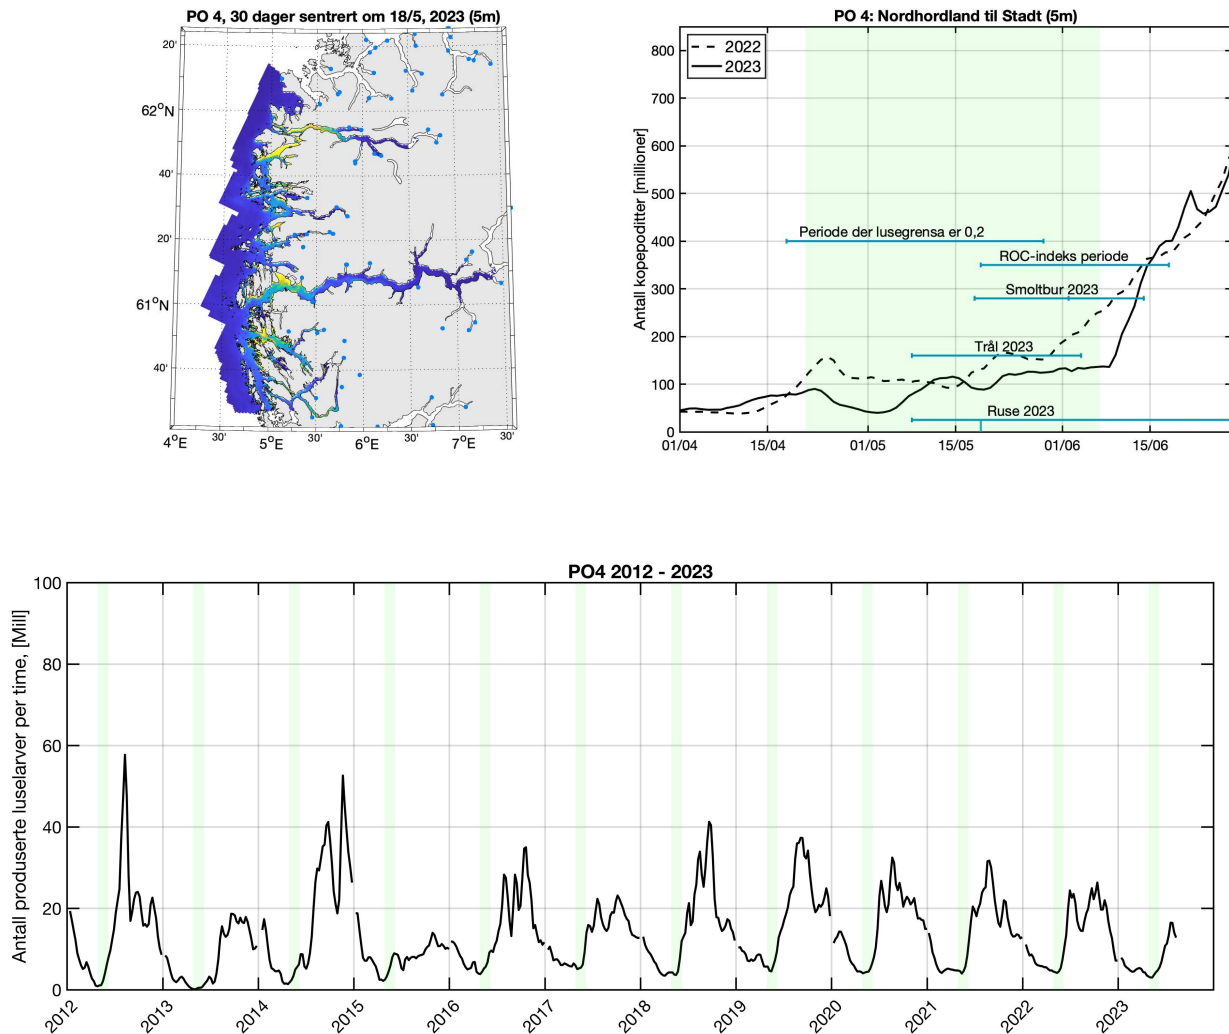 PO 4, 30 dager sentrert om 18/5, 2023 (5m)
20'
62°N
40'
20'
61°N
40'
4°E
30'
5°E
30'
6°E
30'
7°E
30'
PO 4: Nordhordland til Stadt (5m)
Antall kopepoditter [millioner]
800
700
600
500
400
300
200
100
0
2022
2023
Periode der lusegrensa er 0,2
ROC-indeks periode
Smoltbur 2023
Trål 2023
Ruse 2023
01/04
15/04
01/05
15/05
01/06
15/06
PO4 2012 - 2023
Antall produserte luselarver per time, [Mill]
100
80
60
40
20
0
2012
2013
2014
2015
2016
2017
2018
2019
2020
2021
2022
2023